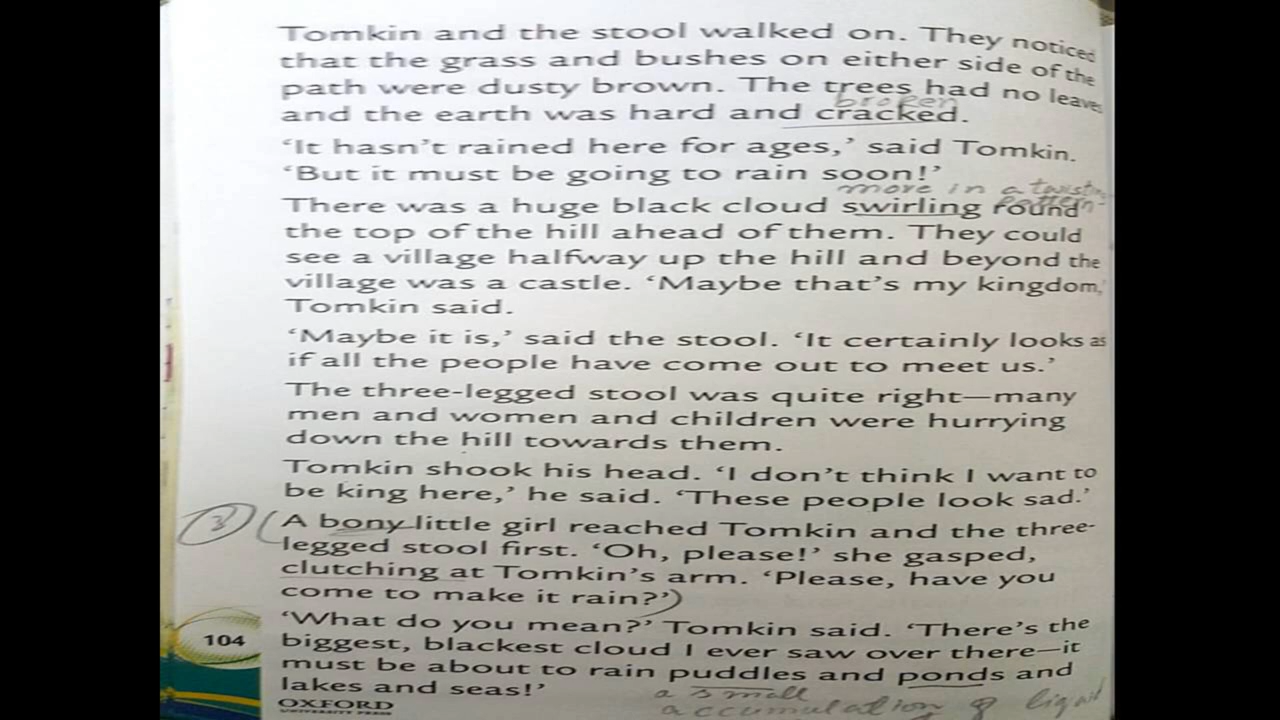 Tomkin and the stool walked on. They noticed
that the grass and bushes on either side of the
path were dusty brown. The trees had no leaves
broken
and the earth was hard and cracked.
‘It hasn’t rained here for ages,’ said Tomkin.
‘But it must be going to rain soon!’
more in a twisting
pattern
There was a huge black cloud swirling round
the top of the hill ahead of them. They could
see a village halfway up the hill and beyond the
village was a castle. ‘Maybe that’s my kingdom,’
Tomkin said.
‘Maybe it is,’ said the stool. ‘It certainly looks as
if all the people have come out to meet us.’
The three-legged stool was quite right—many
men and women and children were hurrying
down the hill towards them.
Tomkin shook his head. ‘I don’t think I want to
be king here,’ he said. ‘These people look sad.’
3 (A bony little girl reached Tomkin and the three-
legged stool first. ‘Oh, please!’ she gasped,
clutching at Tomkin’s arm. ‘Please, have you
come to make it rain?’)
‘What do you mean?’ Tomkin said. ‘There’s the
biggest, blackest cloud I ever saw over there—it
must be about to rain puddles and ponds and
lakes and seas!’
a small
accumulation of liquid
104
OXFORD
UNIVERSITY PRESS